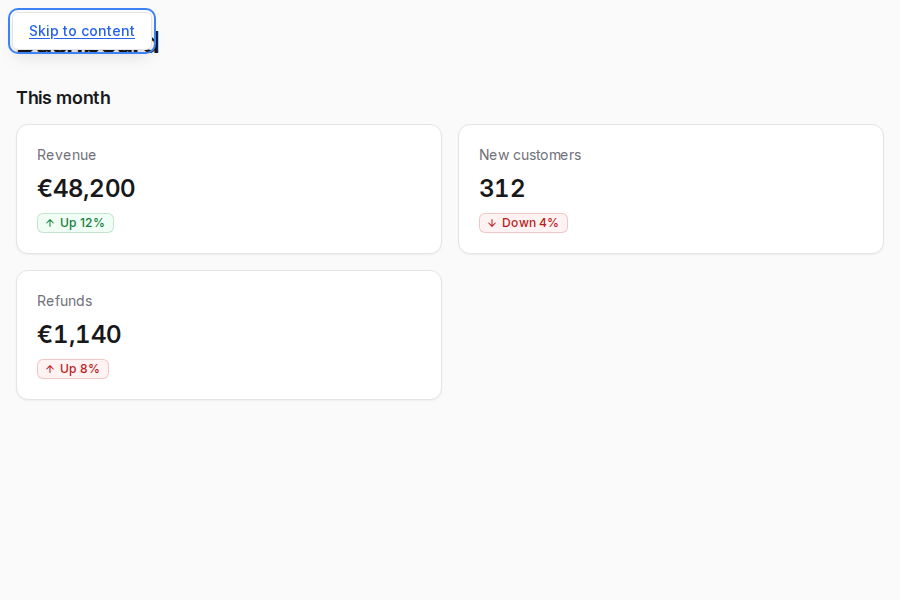 Skip to content
This month
Revenue
€48,200
↑ Up 12%
New customers
312
↓ Down 4%
Refunds
€1,140
↑ Up 8%